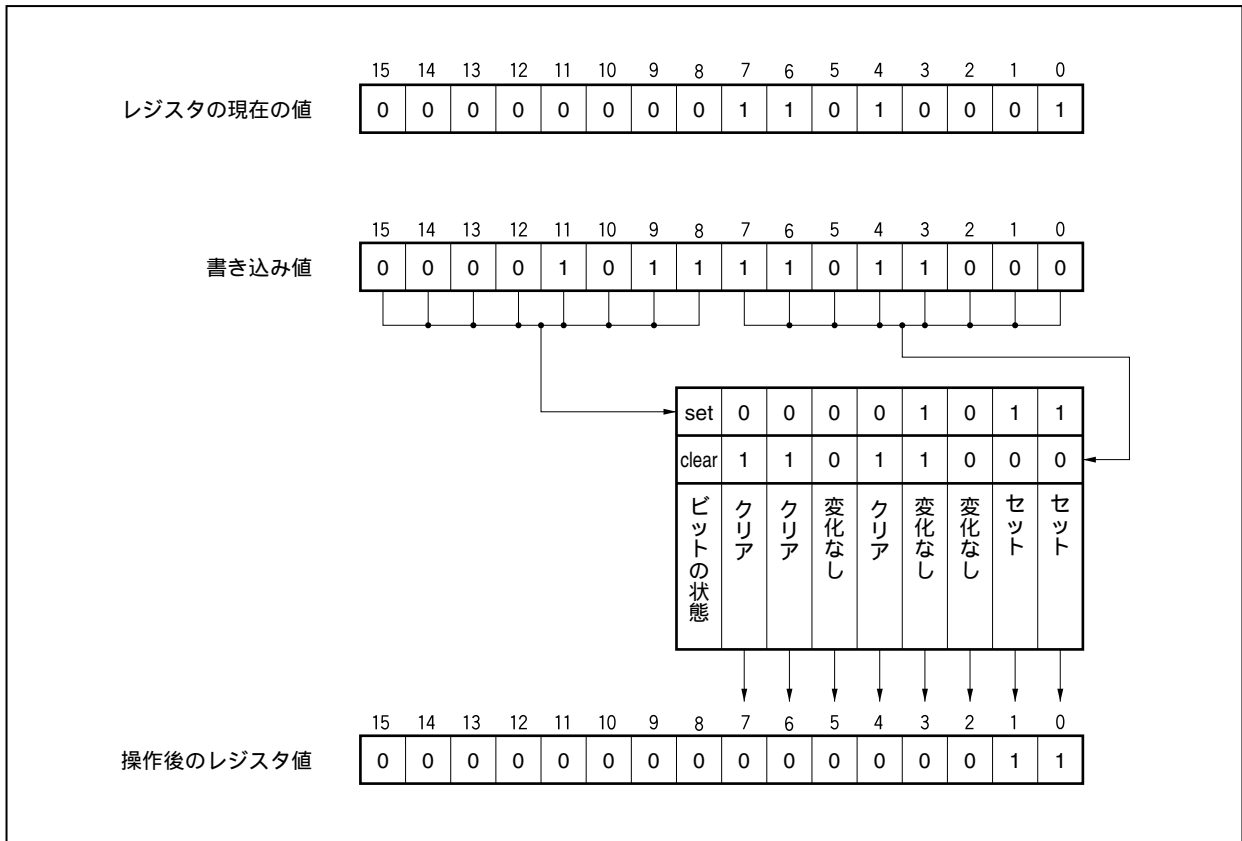 15 14 13 12 11 10 9 8 7 6 5 4 3 2 1 0
レジスタの現在の値 0 0 0 0 0 0 0 0 1 1 0 1 0 0 0 1
15 14 13 12 11 10 9 8 7 6 5 4 3 2 1 0
書き込み値 0 0 0 0 1 0 1 1 1 1 0 1 1 0 0 0
set 0 0 0 0 1 0 1 1
clear 1 1 0 1 1 0 0 0
ビットの状態 クリア クリア 変化なし クリア 変化なし 変化なし セット セット
15 14 13 12 11 10 9 8 7 6 5 4 3 2 1 0
操作後のレジスタ値 0 0 0 0 0 0 0 0 0 0 0 0 0 0 1 1